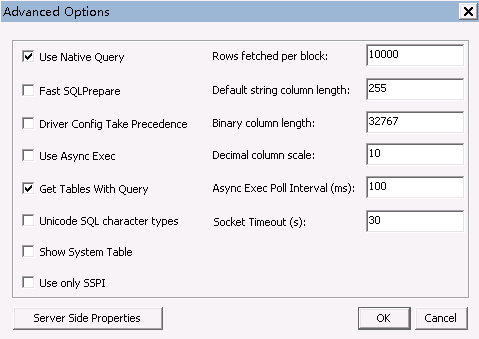 Advanced Options
Use Native Query
Rows fetched per block:
10000
Fast SQLPrepare
Default string column length:
255
Driver Config Take Precedence
Binary column length:
32767
Use Async Exec
Decimal column scale:
10
Get Tables With Query
Async Exec Poll Interval (ms):
100
Unicode SQL character types
Socket Timeout (s):
30
Show System Table
Use only SSPI
Server Side Properties
OK
Cancel